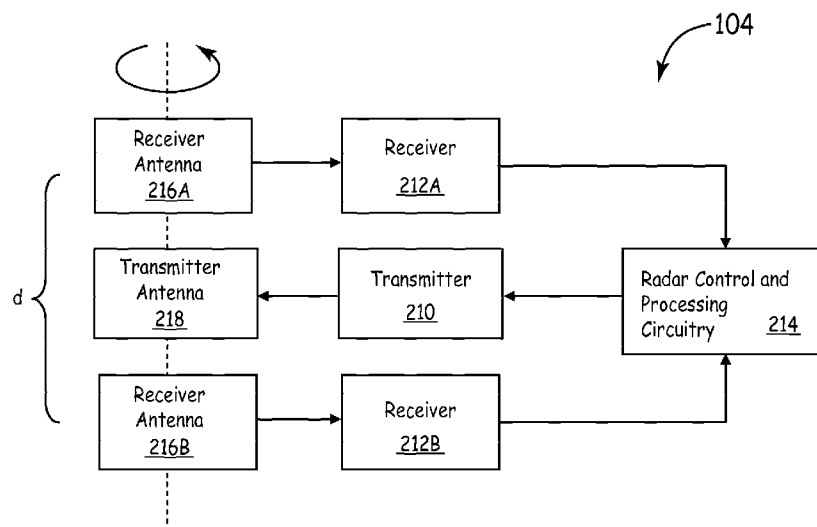 104
Receiver
Antenna
216A
Receiver
212A
d
Transmitter
Antenna
218
Transmitter
210
Radar Control and
Processing
Circuitry 214
Receiver
Antenna
216B
Receiver
212B